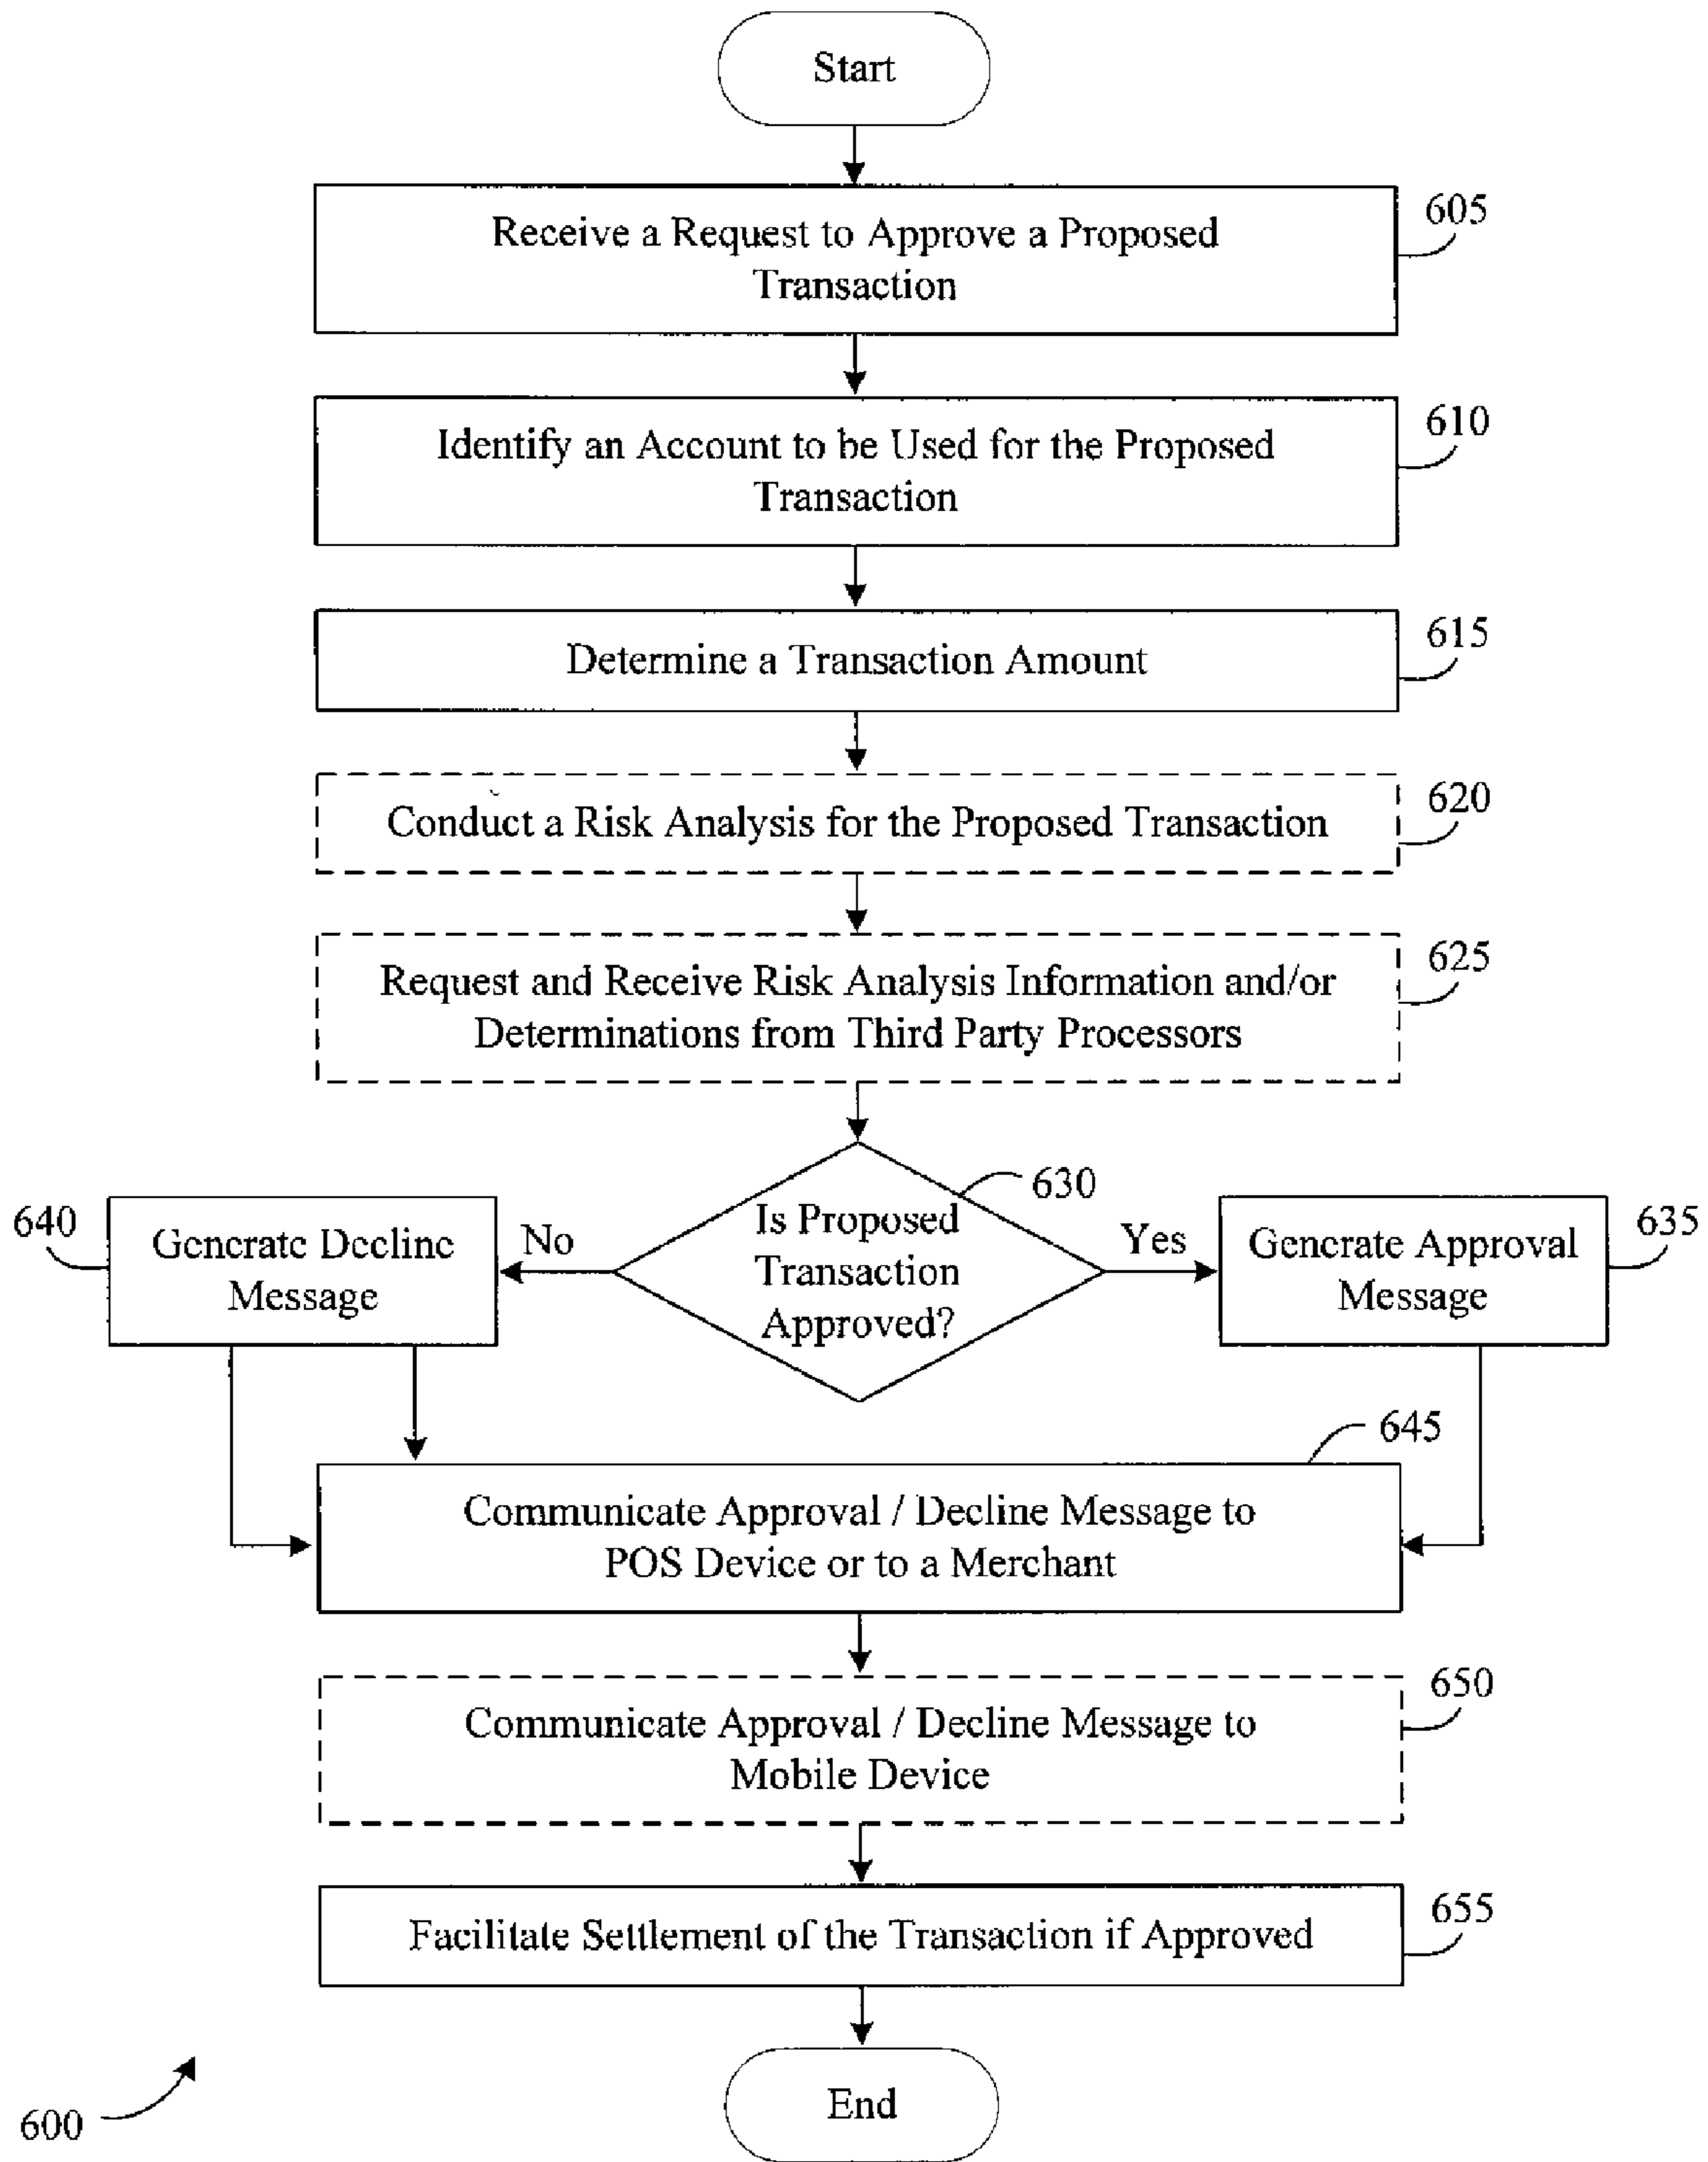 Start
Receive a Request to Approve a Proposed
Transaction
605
Identify an Account to be Used for the Proposed
Transaction
610
Determine a Transaction Amount
615
Conduct a Risk Analysis for the Proposed Transaction
620
Request and Receive Risk Analysis Information and/or
Determinations from Third Party Processors
625
630
Is Proposed
Transaction
Approved?
No
Yes
640
Generate Decline
Message
Generate Approval
Message
635
645
Communicate Approval / Decline Message to
POS Device or to a Merchant
Communicate Approval / Decline Message to
Mobile Device
650
Facilitate Settlement of the Transaction if Approved
655
End
600